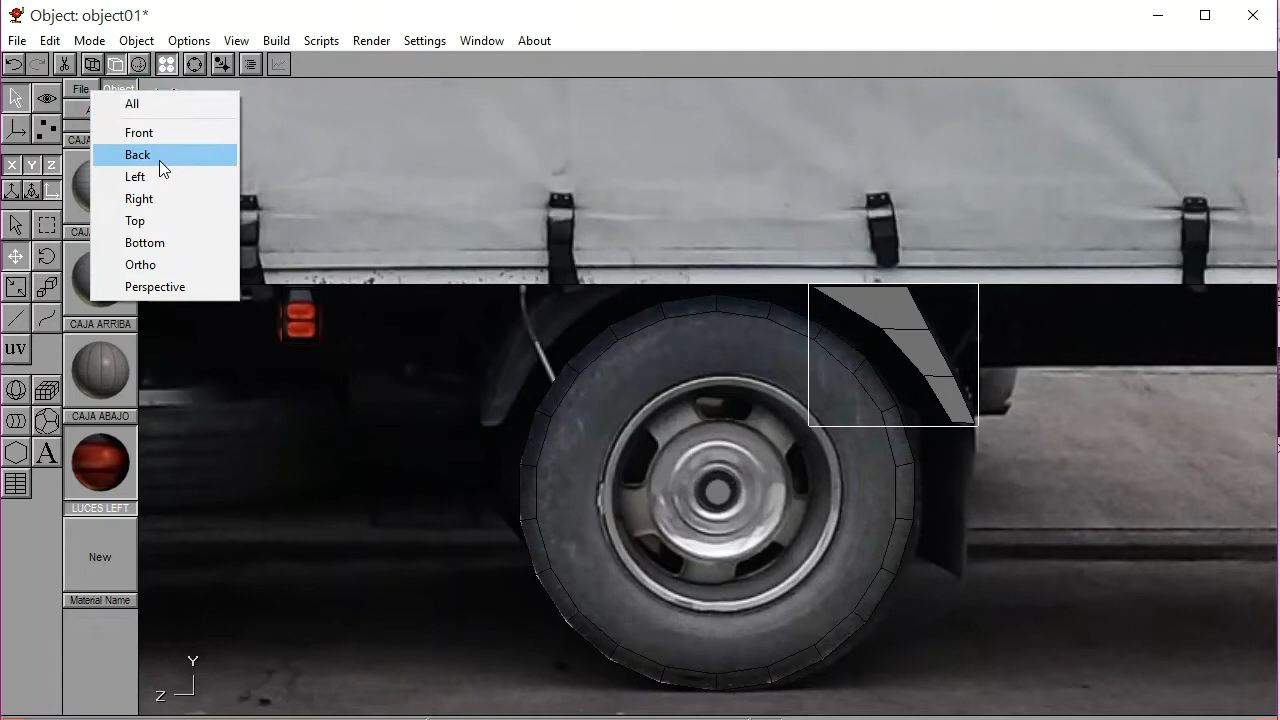 Object: object01*
File Edit Mode Object Options View Build Scripts Render Settings Window About
File Object
All
Front
Back
Left
Right
Top
Bottom
Ortho
Perspective
X Y Z
CAJA ARRIBA
UV
CAJA ABAJO
A
LUCES LEFT
New
Material Name
Y
Z